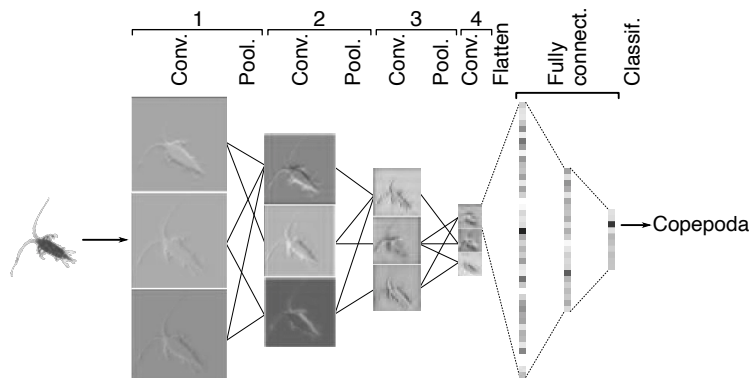 1 2 3 4
Conv. Pool. Conv. Pool. Conv. Pool. Conv. Flatten Fully connect. Classif.
Copepoda